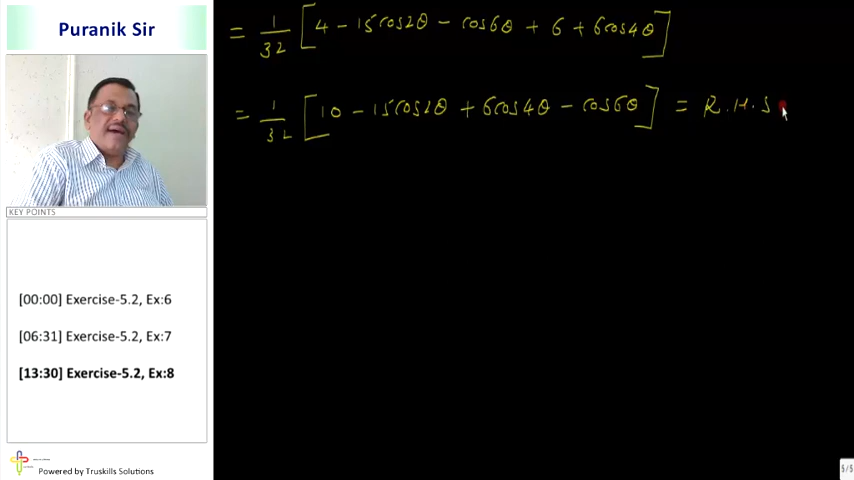 Puranik Sir
= 1/32 [4 - 15cos2θ - cos6θ + 6 + 6cos4θ]
= 1/32 [10 - 15cos2θ + 6cos4θ - cos6θ] = R.H.S
KEY POINTS
[00:00] Exercise-5.2, Ex:6
[06:31] Exercise-5.2, Ex:7
[13:30] Exercise-5.2, Ex:8
Powered by Truskills Solutions
5/5